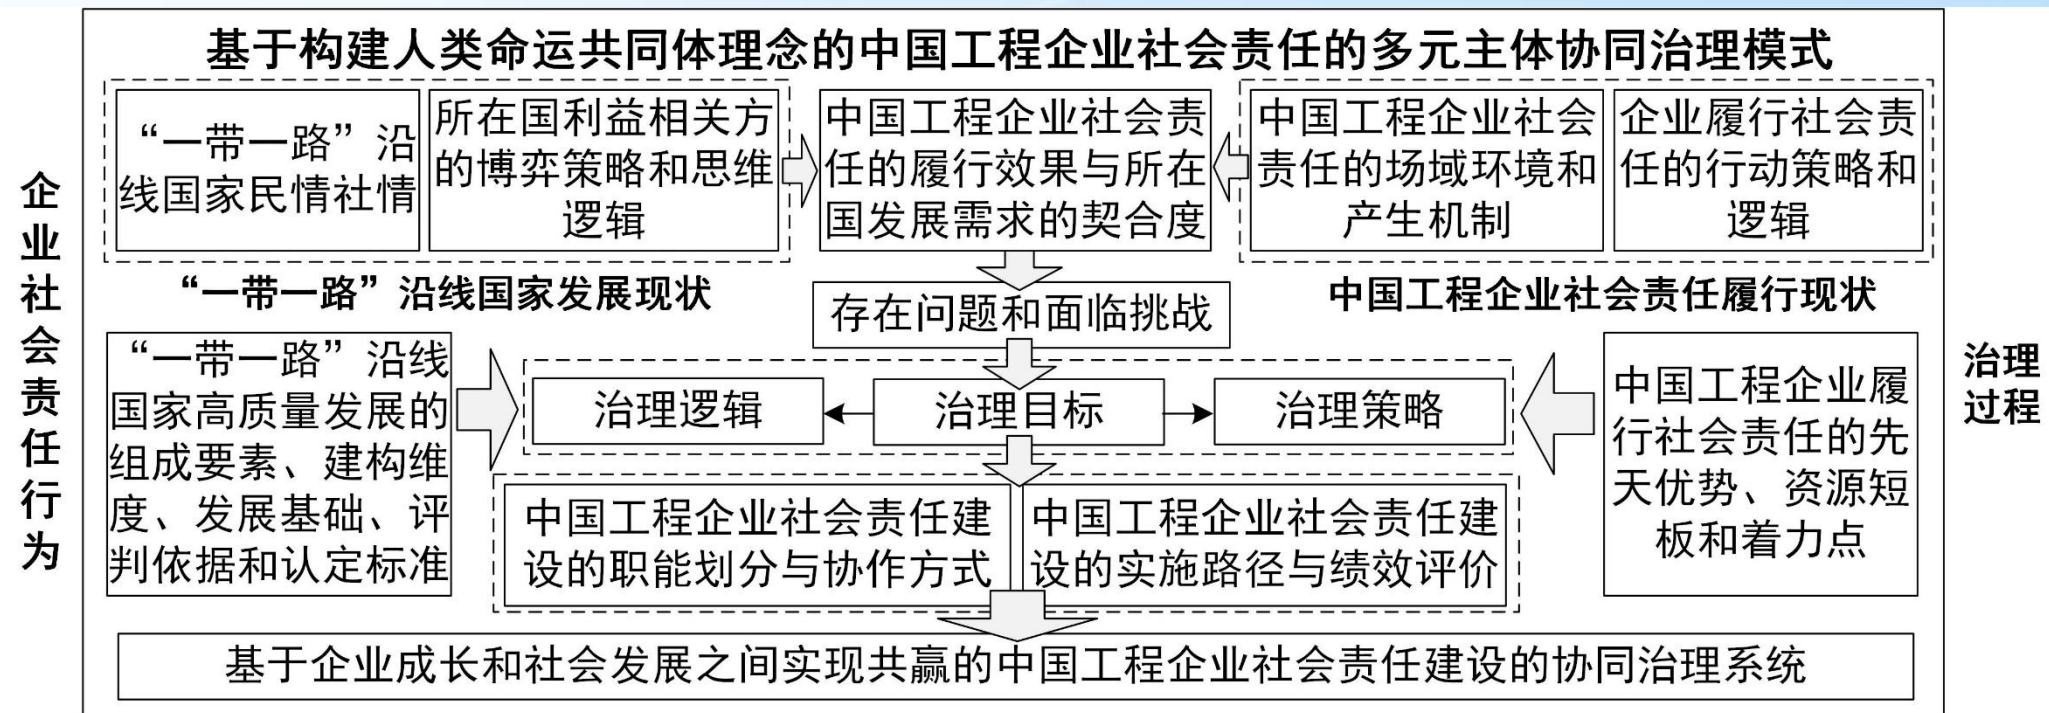 基于构建人类命运共同体理念的中国工程企业社会责任的多元主体协同治理模式
“一带一路”沿
线国家民情社情
所在国利益相关方
的博弈策略和思维
逻辑
中国工程企业社会责
任的履行效果与所在
国发展需求的契合度
中国工程企业社会
责任的场域环境和
产生机制
企业履行社会责
任的行动策略和
逻辑
“一带一路”沿线国家发展现状
中国工程企业社会责任履行现状
存在问题和面临挑战
企
业
社
会
责
任
行
为
“一带一路”沿线
国家高质量发展的
组成要素、建构维
度、发展基础、评
判依据和认定标准
治理逻辑
治理目标
治理策略
中国工程企业履
行社会责任的先
天优势、资源短
板和着力点
治理
过程
中国工程企业社会责任建
设的职能划分与协作方式
中国工程企业社会责任建
设的实施路径与绩效评价
基于企业成长和社会发展之间实现共赢的中国工程企业社会责任建设的协同治理系统